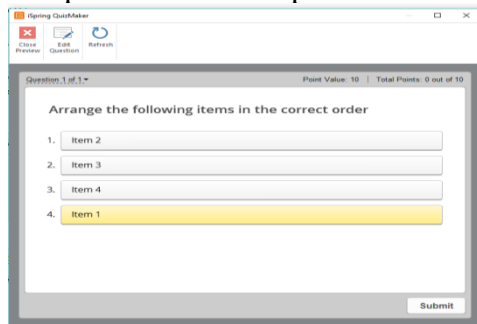 iSpring QuizMaker
Close Preview
Edit Question
Refresh
Question 1 of 1
Point Value: 10 | Total Points: 0 out of 10
Arrange the following items in the correct order
1. Item 2
2. Item 3
3. Item 4
4. Item 1
Submit